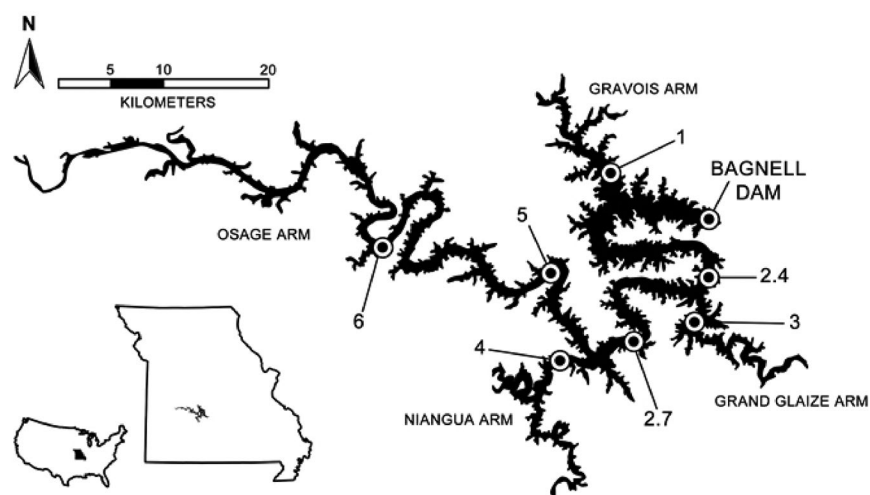 N
5 10 20
KILOMETERS
GRAVOIS ARM
1
BAGNELL
DAM
OSAGE ARM
5
2.4
6
3
4
NIANGUA ARM
2.7
GRAND GLAIZE ARM